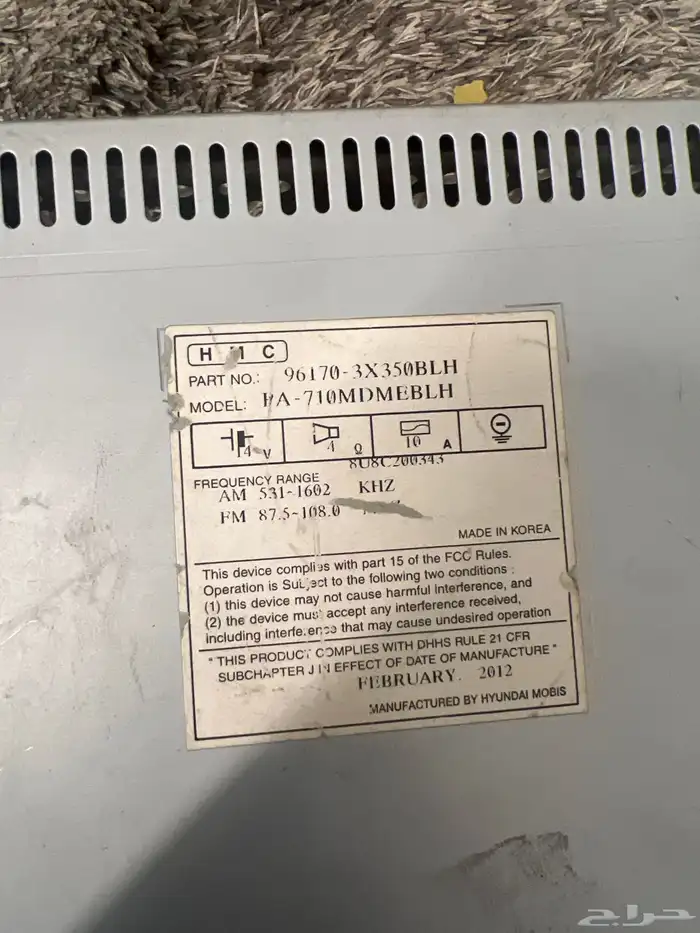 HMC
PART NO.: 96170-3X350BLH
MODEL: PA-710MDMEBLH
14 V 4 Ω 10 A
8U8C200343
FREQUENCY RANGE
AM 531~1602 KHZ
FM 87.5~108.0
MADE IN KOREA
This device complies with part 15 of the FCC Rules.
Operation is Subject to the following two conditions :
(1) this device may not cause harmful interference, and
(2) the device must accept any interference received,
including interference that may cause undesired operation
" THIS PRODUCT COMPLIES WITH DHHS RULE 21 CFR
SUBCHAPTER J IN EFFECT OF DATE OF MANUFACTURE "
FEBRUARY. 2012
MANUFACTURED BY HYUNDAI MOBIS
حراج